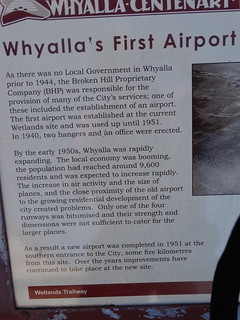 WHYALLA-CENTENARY
Whyalla's First Airport
As there was no Local Government in Whyalla
prior to 1944, the Broken Hill Proprietary
Company (BHP) was responsible for the
provision of many of the City's services; one of
these included the establishment of an airport.
The first airport was established at the current
Wetlands site and was used up until 1951.
In 1940, two hangers and an office were erected.
By the early 1950s, Whyalla was rapidly
expanding. The local economy was booming,
the population had reached around 9,600
residents and was expected to increase rapidly.
The increase in air activity and the size of
planes, and the close proximity of the old airport
to the growing residential development of the
city created problems. Only one of the four
runways was bitumised and their strength and
dimensions were not sufficient to cater for the
larger planes.
As a result a new airport was completed in 1951 at the
southern entrance to the City, some five kilometres
from this site. Over the years improvements have
continued to take place at the new site.
Wetlands Trailway